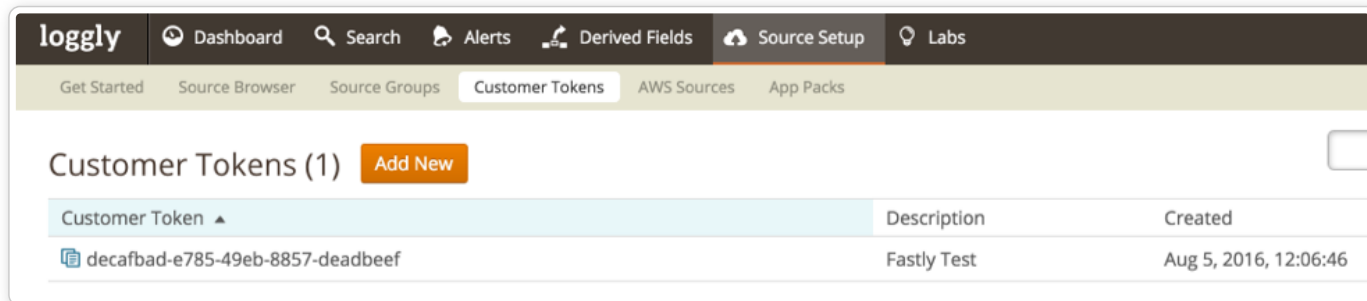 loggly Dashboard Search Alerts Derived Fields Source Setup Labs
Get Started Source Browser Source Groups Customer Tokens AWS Sources App Packs
Customer Tokens (1) Add New
Customer Token Description Created
decafbad-e785-49eb-8857-deadbeef Fastly Test Aug 5, 2016, 12:06:46